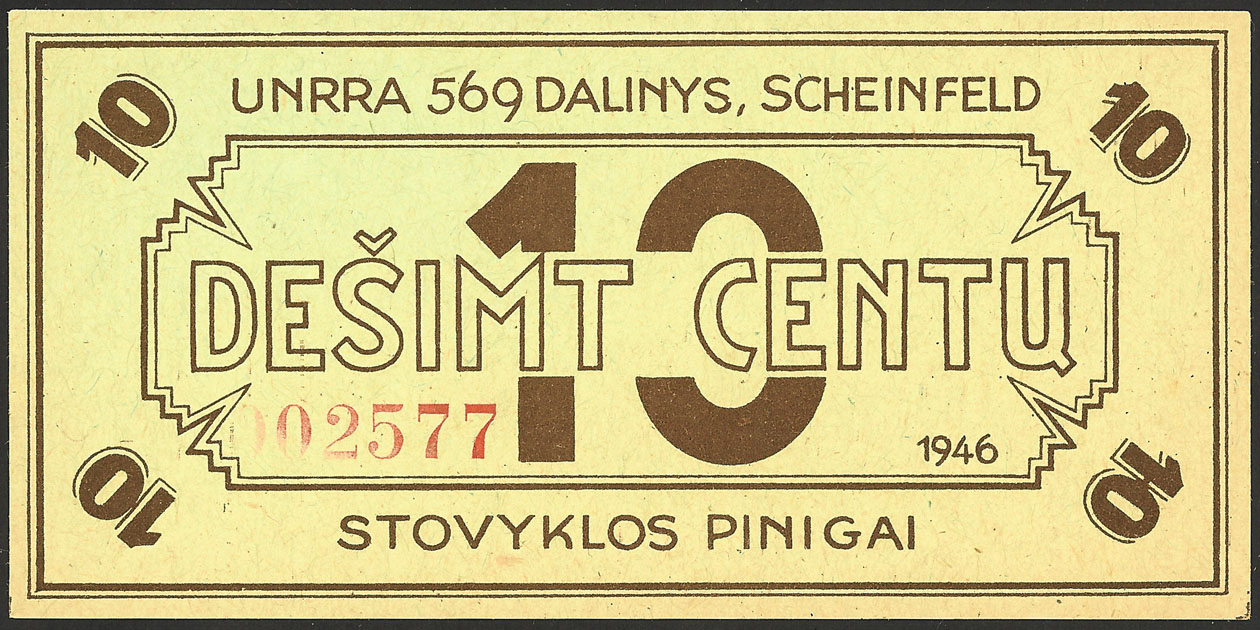 UNRRA 569 DALINYS, SCHEINFELD
10 10
10
DEŠIMT CENTŲ
002577
1946
10 10
STOVYKLOS PINIGAI